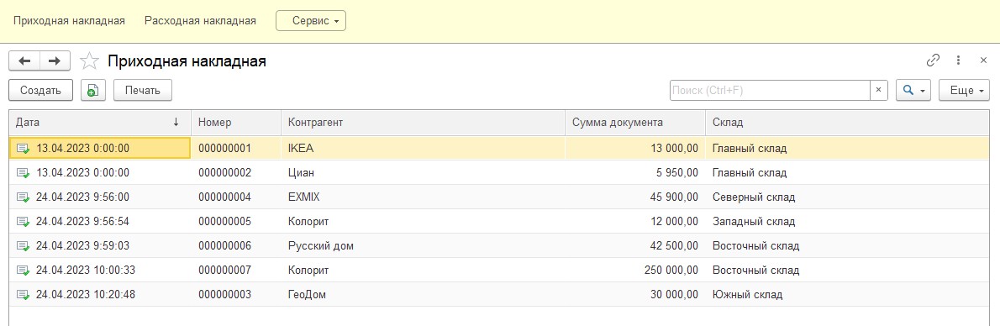 Приходная накладная Расходная накладная Сервис
Приходная накладная
Создать Печать Поиск (Ctrl+F) × Еще
Дата ↓ Номер Контрагент Сумма документа Склад
13.04.2023 0:00:00 000000001 IKEA 13 000,00 Главный склад
13.04.2023 0:00:00 000000002 Циан 5 950,00 Главный склад
24.04.2023 9:56:00 000000004 EXMIX 45 900,00 Северный склад
24.04.2023 9:56:54 000000005 Колорит 12 000,00 Западный склад
24.04.2023 9:59:03 000000006 Русский дом 42 500,00 Восточный склад
24.04.2023 10:00:33 000000007 Колорит 250 000,00 Восточный склад
24.04.2023 10:20:48 000000003 ГеоДом 30 000,00 Южный склад